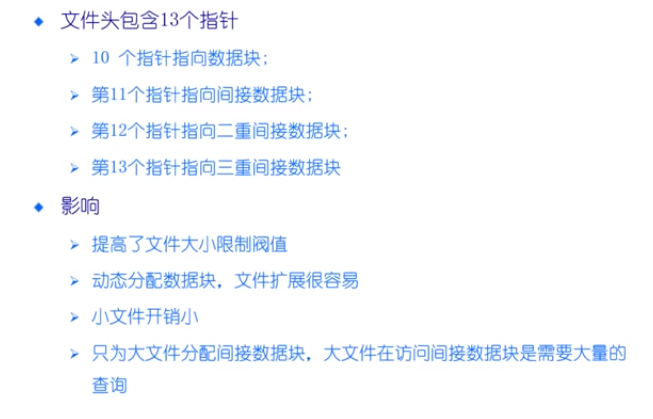 文件头包含13个指针
10 个指针指向数据块;
第11个指针指向间接数据块;
第12个指针指向二重间接数据块;
第13个指针指向三重间接数据块
影响
提高了文件大小限制阀值
动态分配数据块，文件扩展很容易
小文件开销小
只为大文件分配间接数据块，大文件在访问间接数据块是需要大量的
查询